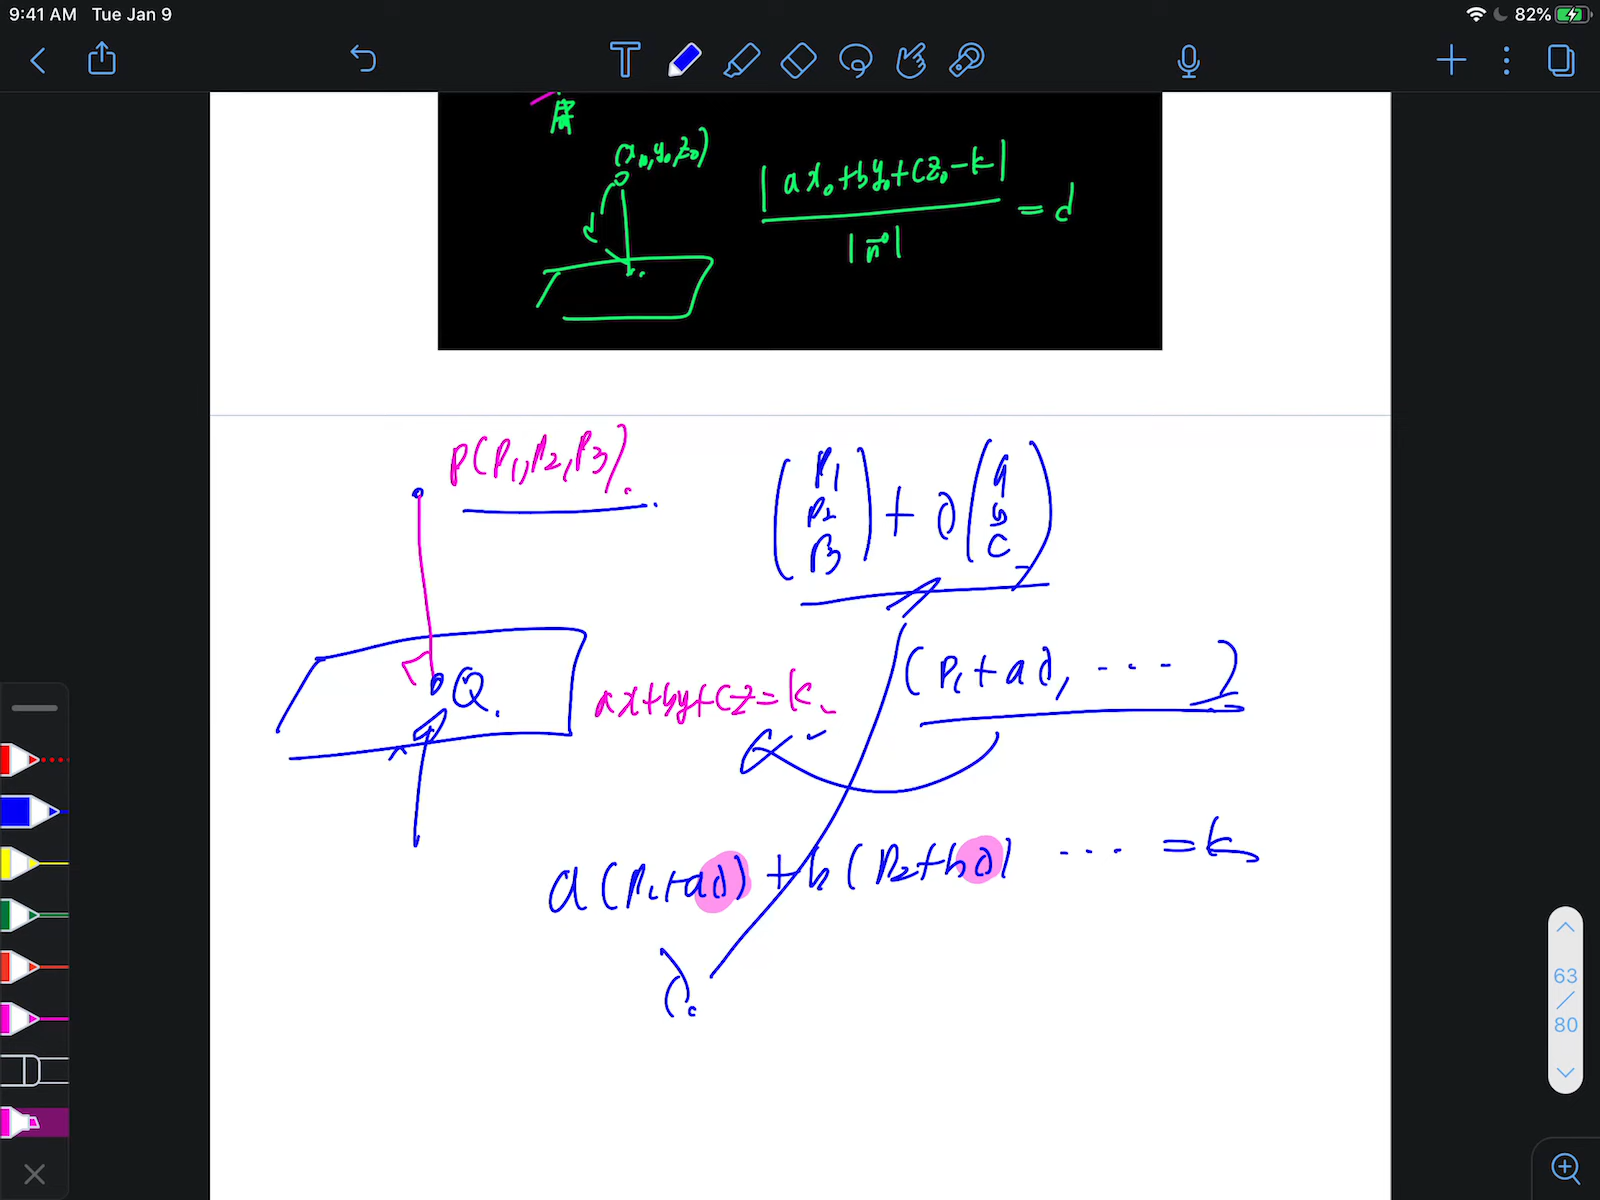 9:41 AM Tue Jan 9
82%
(x₀, y₀, z₀)
|ax₀+by₀+cz₀-k|
= d
|n⃗|
d
P(P₁,P₂,P₃)
P₁
P₂
P₃
+ λ
a
b
c
Q.
ax+by+cz=k
(P₁+aλ, ... )
a(P₁+aλ)+b(P₂+bλ) ... =k
λ.
63
/
80